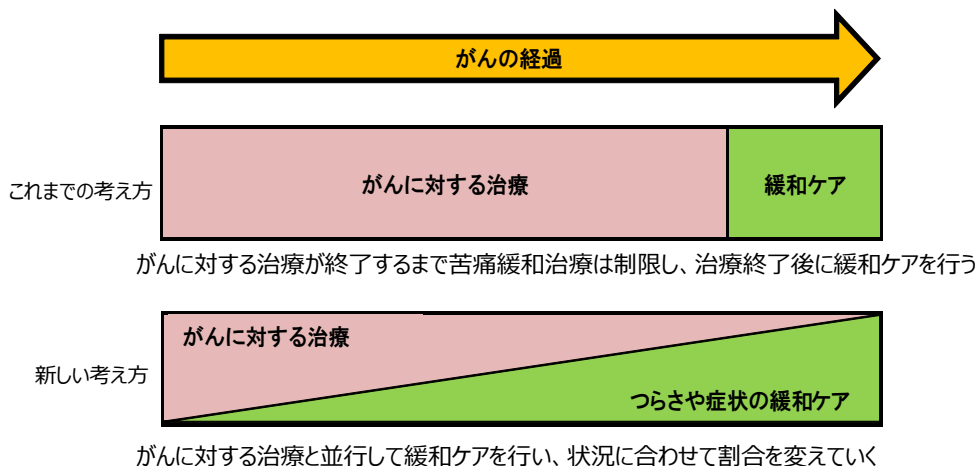 がんの経過
これまでの考え方
がんに対する治療
緩和ケア
がんに対する治療が終了するまで苦痛緩和治療は制限し、治療終了後に緩和ケアを行う
がんに対する治療
新しい考え方
つらさや症状の緩和ケア
がんに対する治療と並行して緩和ケアを行い、状況に合わせて割合を変えていく